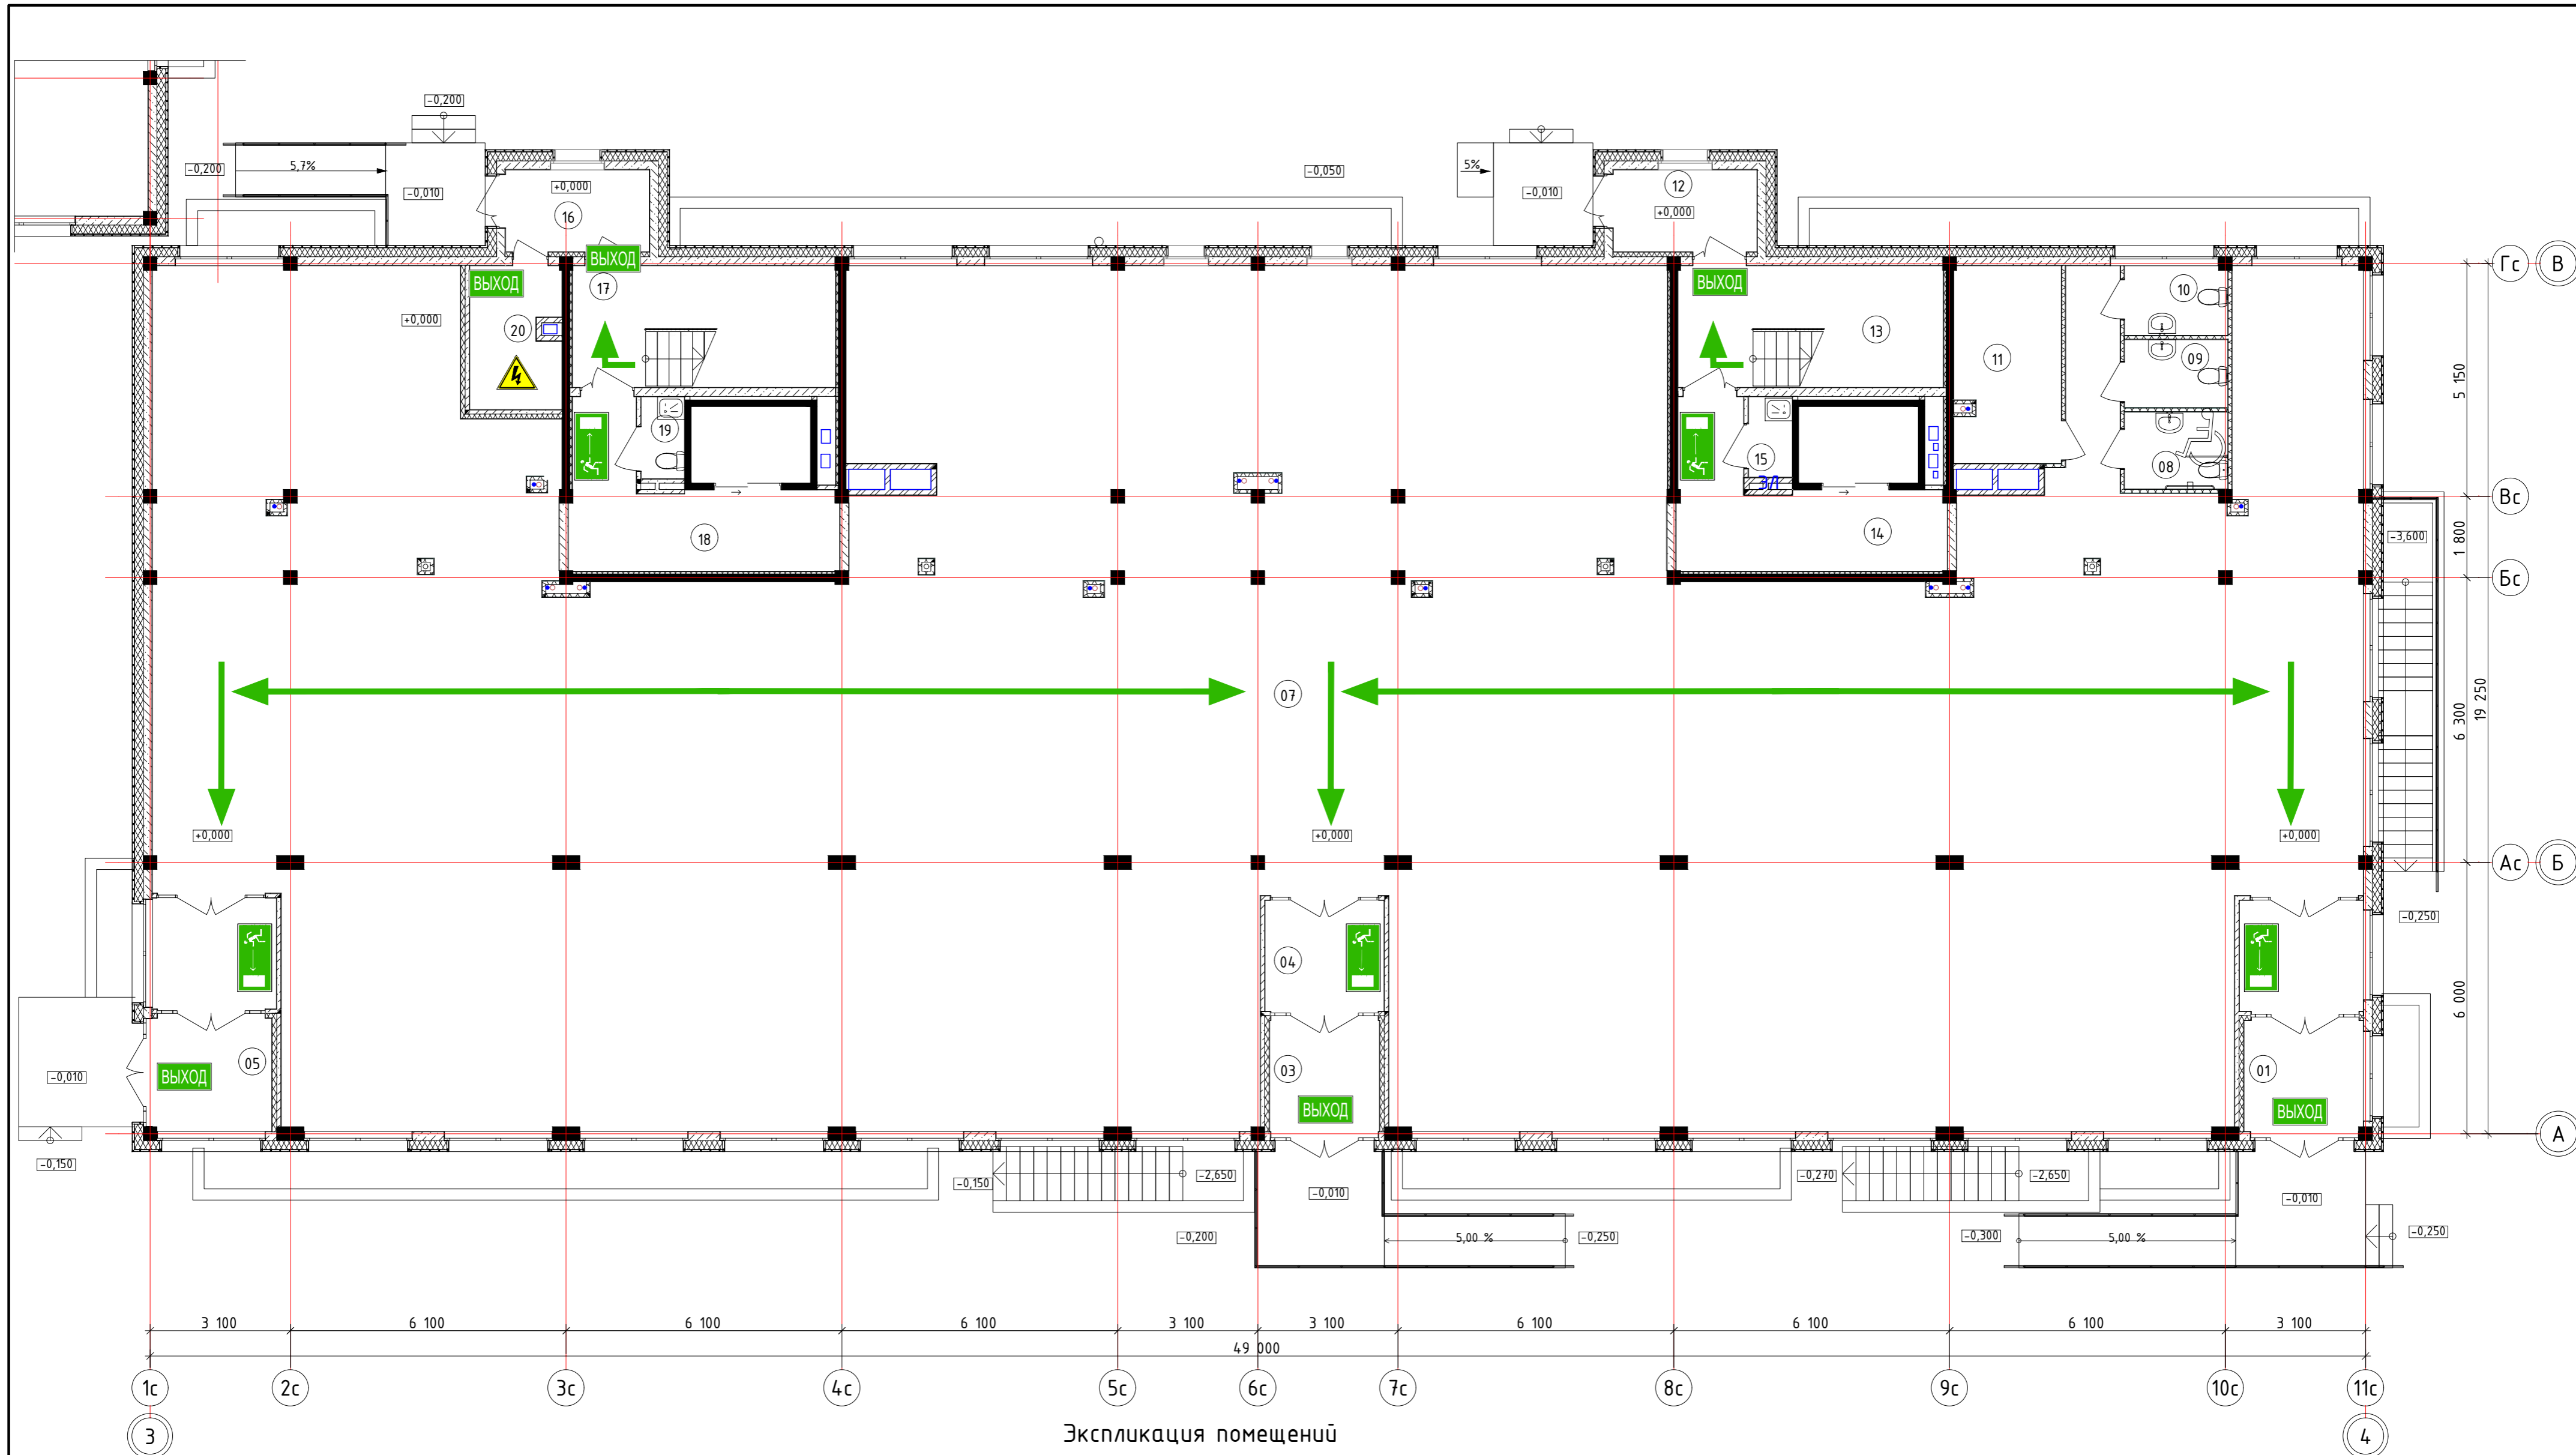 -0,200
-0,200
5,7%
-0,010
+0,000
16
-0,050
5%
-0,010
12
+0,000
ВЫХОД
ВЫХОД
17
ВЫХОД
10
Гс
В
+0,000
20
13
11
09
5 150
19
15
ЗЛ
08
Вс
18
14
-3,600
1 800
Бс
07
6 300
19 250
+0,000
+0,000
+0,000
Ас
Б
-0,250
04
6 000
05
03
01
-0,010
ВЫХОД
ВЫХОД
ВЫХОД
А
-0,150
-0,150
-2,650
-0,010
-0,270
-2,650
-0,010
-0,200
5,00 %
-0,250
-0,300
5,00 %
-0,250
3 100
6 100
6 100
6 100
3 100
3 100
6 100
6 100
6 100
3 100
49 000
1с
2с
3с
4с
5с
6с
7с
8с
9с
10с
11с
3
4
Экспликация помещений